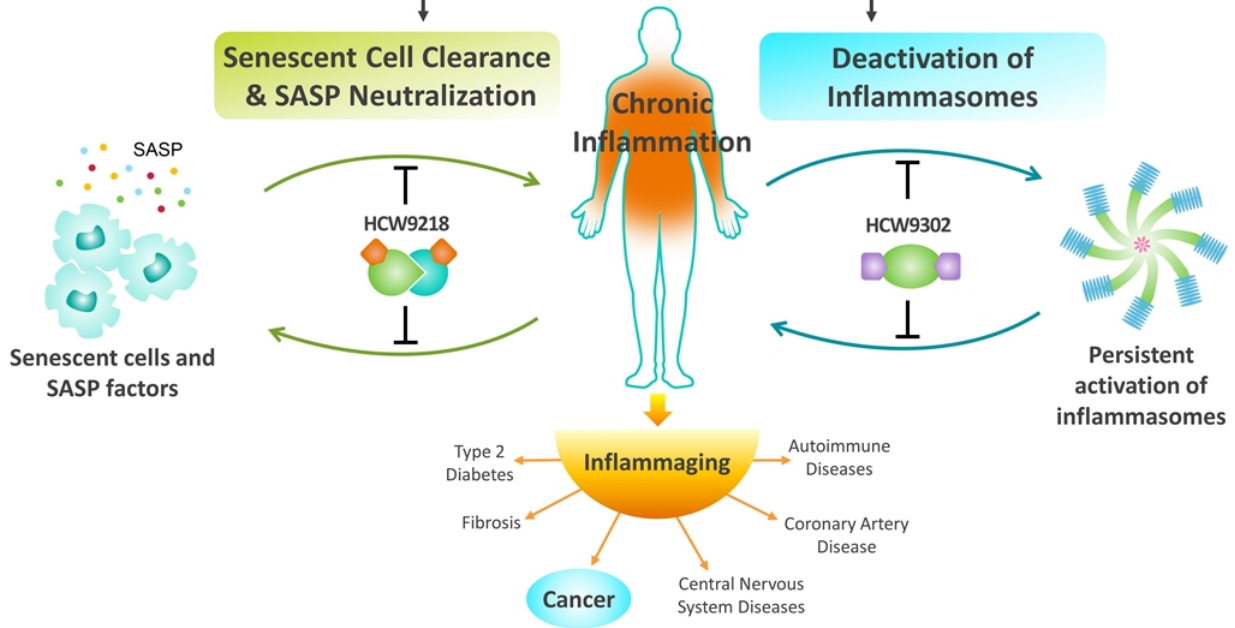 Senescent Cell Clearance
& SASP Neutralization
Deactivation of
Inflammasomes
Chronic
Inflammation
SASP
HCW9218
HCW9302
Senescent cells and
SASP factors
Persistent
activation of
inflammasomes
Inflammaging
Type 2
Diabetes
Autoimmune
Diseases
Fibrosis
Coronary Artery
Disease
Cancer
Central Nervous
System Diseases